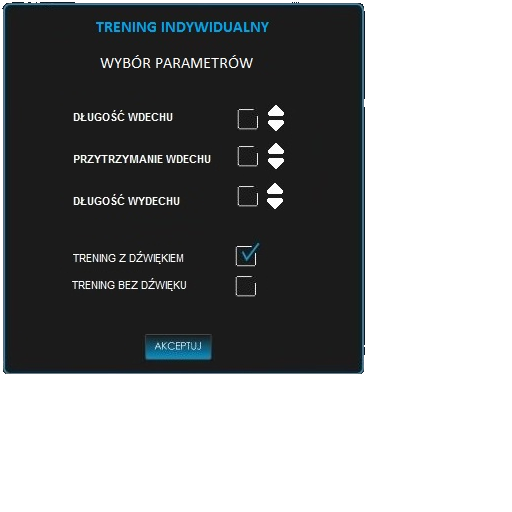 TRENING INDYWIDUALNY
WYBÓR PARAMETRÓW
DŁUGOŚĆ WDECHU
PRZYTRZYMANIE WDECHU
DŁUGOŚĆ WYDECHU
TRENING Z DŹWIĘKIEM
TRENING BEZ DŹWIĘKU
AKCEPTUJ